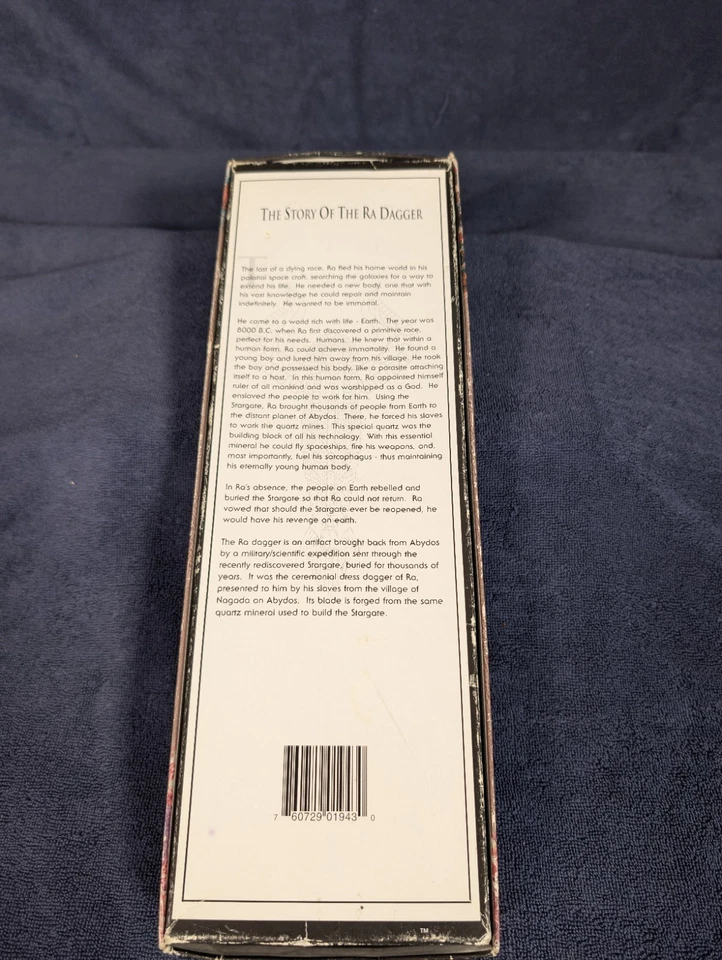 THE STORY OF THE RA DAGGER
The last of a dying race, Ra fled his home world in his
palatial space craft, searching the galaxies for a way to
extend his life. He needed a new body, one that with
his vast knowledge he could repair and maintain
indefinitely. He wanted to be immortal.
He came to a world rich with life - Earth. The year was
8000 B.C. when Ra first discovered a primitive race,
perfect for his needs. Humans. He knew that within a
human form, Ra could achieve immortality. He found a
young boy and lured him away from his village. He took
the boy and possessed his body, like a parasite attaching
itself to a host. In this human form, Ra appointed himself
ruler of all mankind and was worshipped as a God. He
enslaved the people to work for him. Using the
Stargate, Ra brought thousands of people from Earth to
the distant planet of Abydos. There, he forced his slaves
to work the quartz mines. This special quartz was the
building block of all his technology. With this essential
mineral he could fly spaceships, fire his weapons, and,
most importantly, fuel his sarcophagus - thus maintaining
his eternally young human body.
In Ra's absence, the people on Earth rebelled and
buried the Stargate so that Ra could not return. Ra
vowed that should the Stargate ever be reopened, he
would have his revenge on earth.
The Ra dagger is an artifact brought back from Abydos
by a military/scientific expedition sent through the
recently rediscovered Stargate, buried for thousands of
years. It was the ceremonial dress dagger of Ra,
presented to him by his slaves from the village of
Nagada on Abydos. Its blade is forged from the same
quartz mineral used to build the Stargate.
7 60729 01943 0
TM